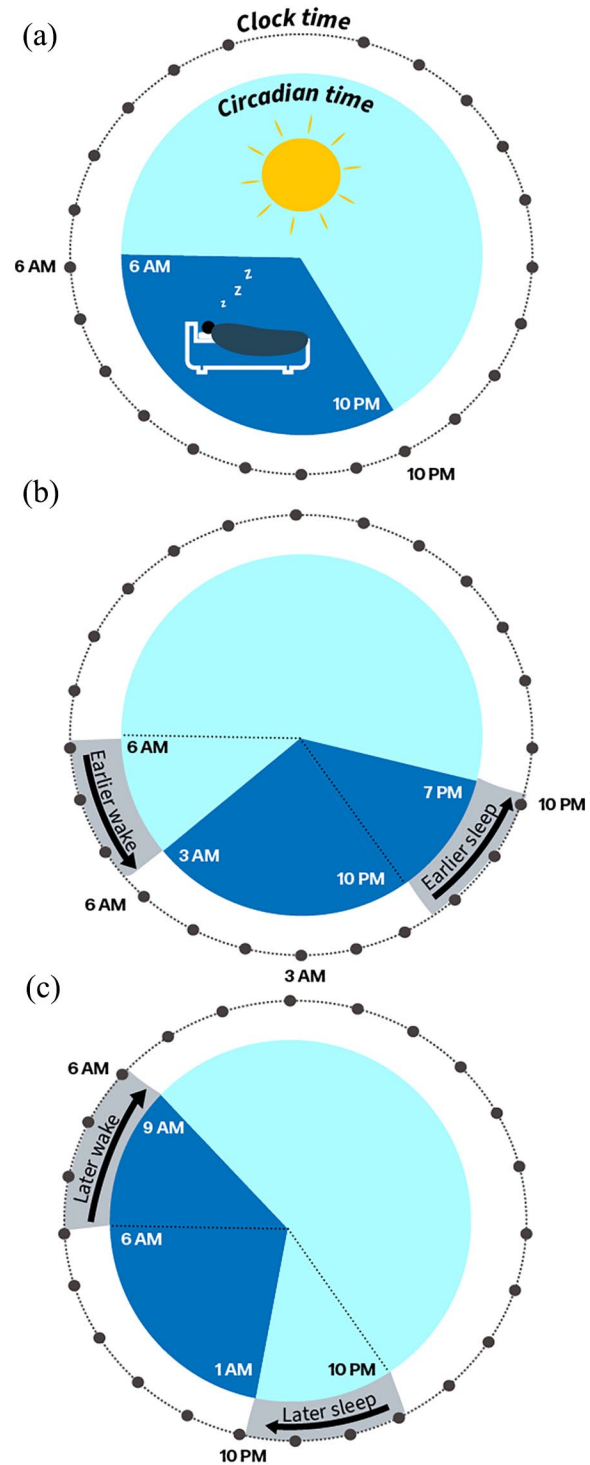 (a)
Clock time
Circadian time
6 AM
6 AM
z
z
z
10 PM
10 PM
(b)
6 AM
Earlier wake
7 PM
10 PM
Earlier sleep
3 AM
10 PM
6 AM
3 AM
(c)
6 AM
9 AM
Later wake
6 AM
1 AM
10 PM
Later sleep
10 PM